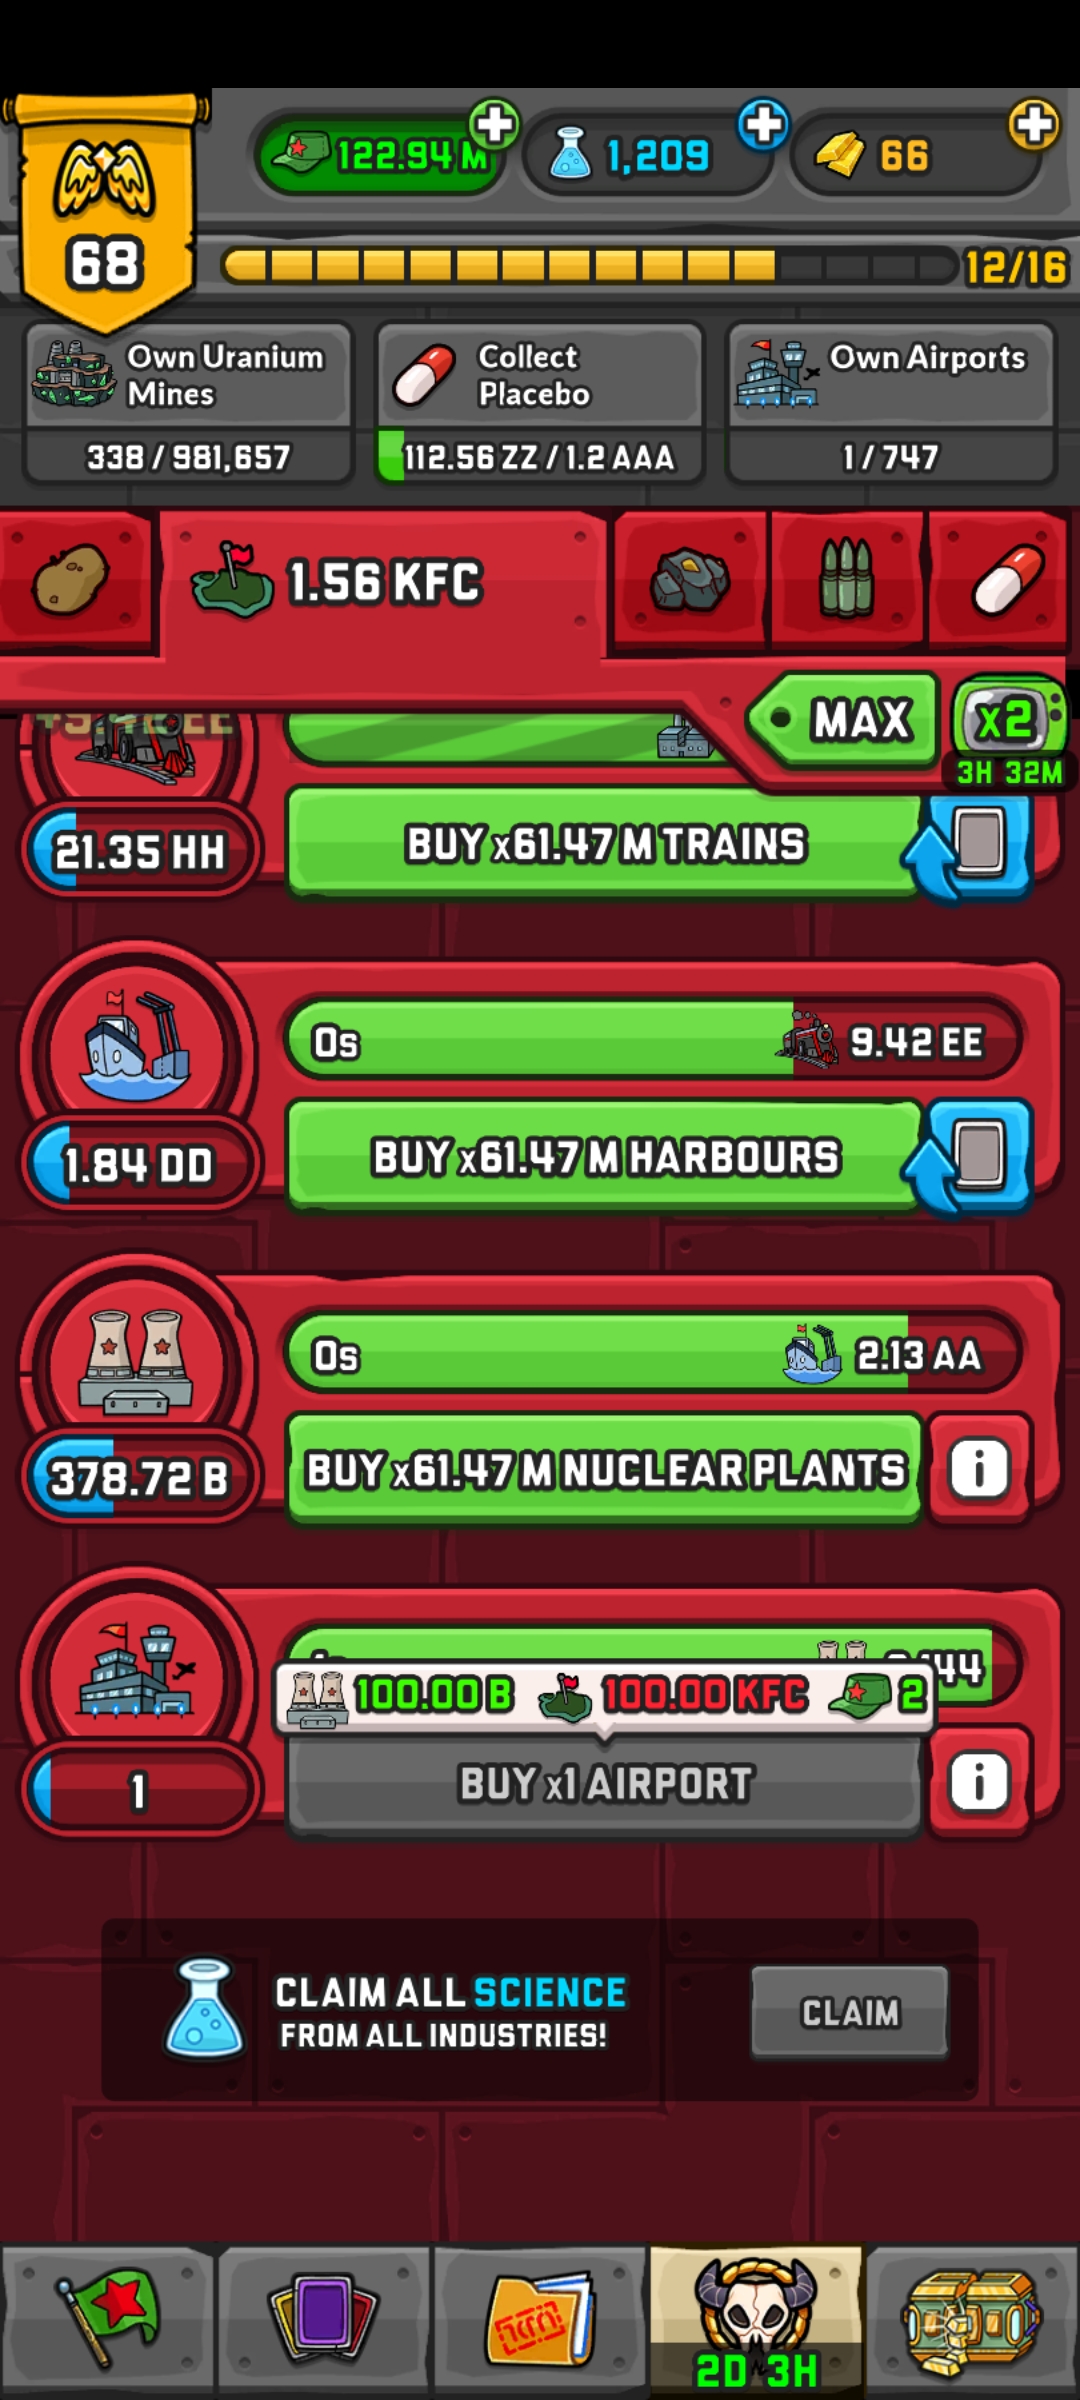 122.94 M
1,209
66
68
12/16
Own Uranium
Mines
338 / 981,657
Collect
Placebo
112.56 ZZ / 1.2 AAA
Own Airports
1 / 747
1.56 KFC
MAX
x2
3H 32M
21.35 HH
BUY x61.47 M TRAINS
0s
9.42 EE
1.84 DD
BUY x61.47 M HARBOURS
0s
2.13 AA
378.72 B
BUY x61.47 M NUCLEAR PLANTS
i
100.00 B
100.00 KFC
2
1
BUY x1 AIRPORT
i
CLAIM ALL SCIENCE
FROM ALL INDUSTRIES!
CLAIM
2D 3H